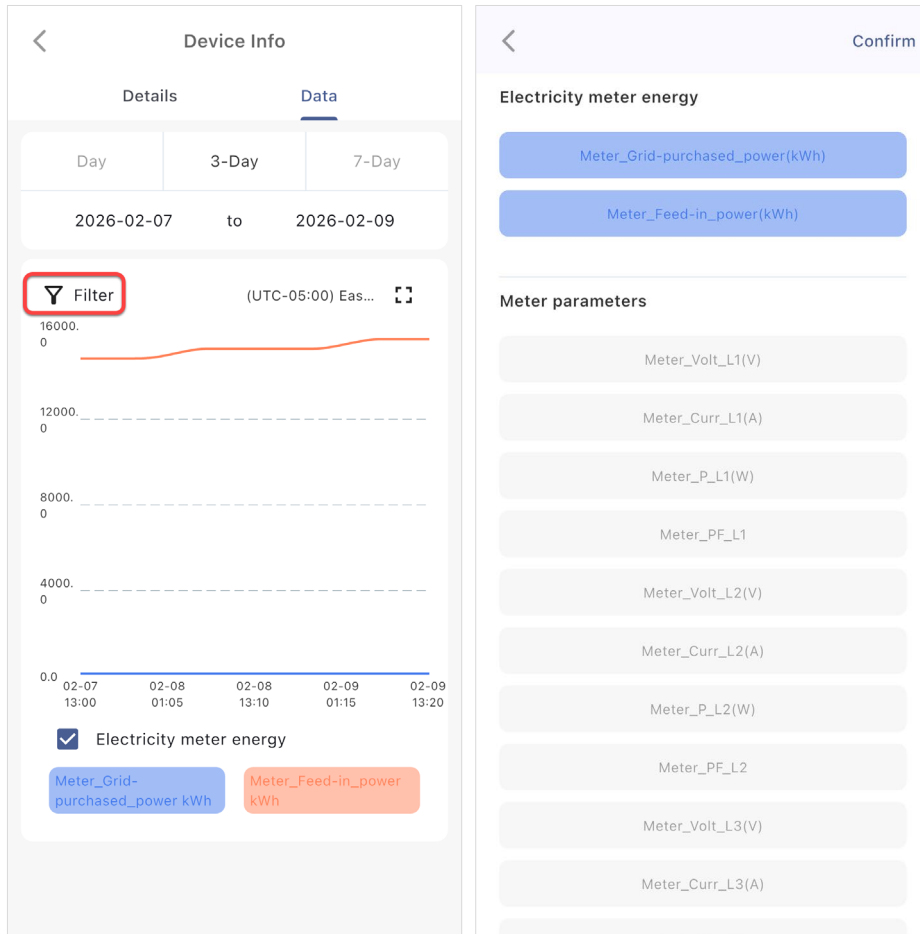 Device Info
Details
Data
Day
3-Day
7-Day
2026-02-07 to 2026-02-09
Filter
(UTC-05:00) Eas...
16000.
0
12000.
0
8000.
0
4000.
0
0.0
02-07
13:00
02-08
01:05
02-08
13:10
02-09
01:15
02-09
13:20
Electricity meter energy
Meter_Grid-
purchased_power kWh
Meter_Feed-in_power
kWh
Confirm
Electricity meter energy
Meter_Grid-purchased_power(kWh)
Meter_Feed-in_power(kWh)
Meter parameters
Meter_Volt_L1(V)
Meter_Curr_L1(A)
Meter_P_L1(W)
Meter_PF_L1
Meter_Volt_L2(V)
Meter_Curr_L2(A)
Meter_P_L2(W)
Meter_PF_L2
Meter_Volt_L3(V)
Meter_Curr_L3(A)